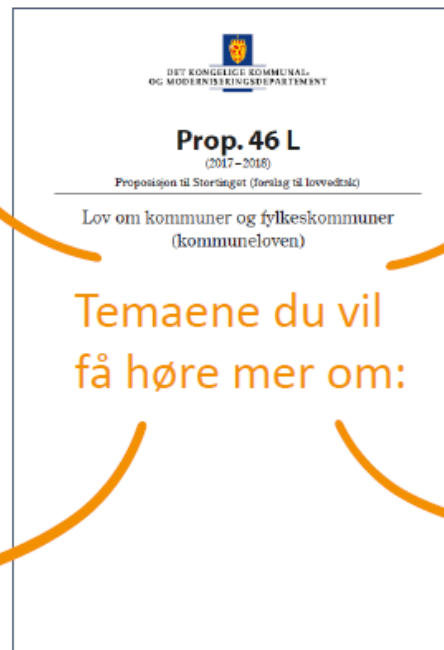 DET KONGELIGE KOMMUNAL-
OG MODERNISERINGSDEPARTEMENT
Prop. 46 L
(2017–2018)
Proposisjon til Stortinget (forslag til lovvedtak)
Lov om kommuner og fylkeskommuner
(kommuneloven)
Temaene du vil
få høre mer om: